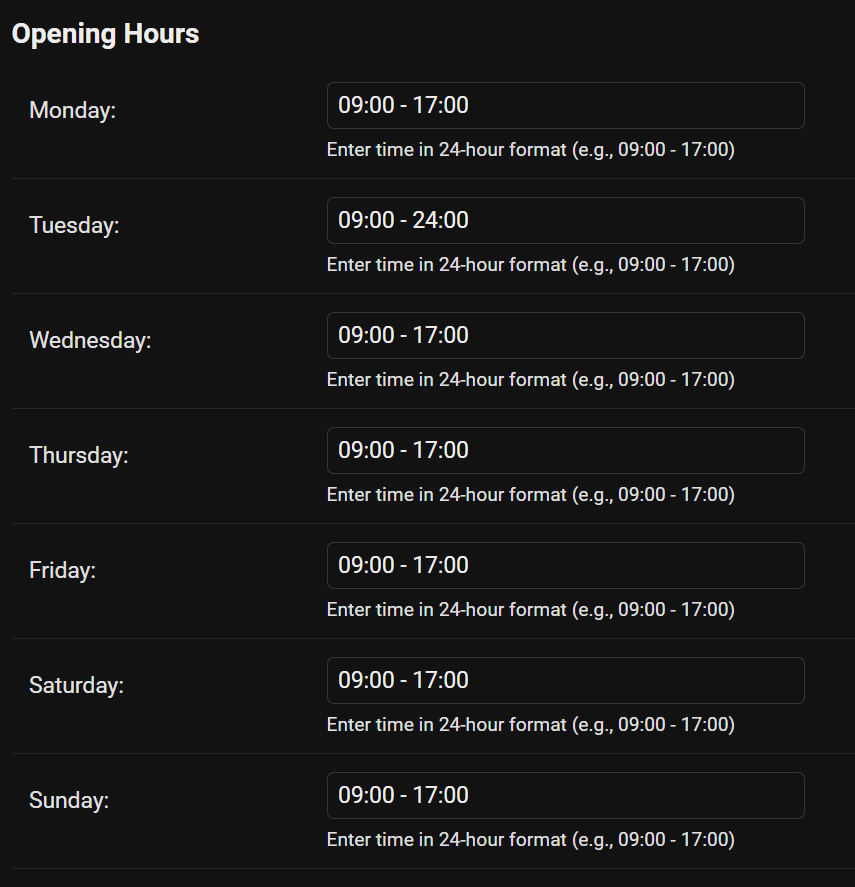 Opening Hours
Monday:
09:00 - 17:00
Enter time in 24-hour format (e.g., 09:00 - 17:00)
Tuesday:
09:00 - 24:00
Enter time in 24-hour format (e.g., 09:00 - 17:00)
Wednesday:
09:00 - 17:00
Enter time in 24-hour format (e.g., 09:00 - 17:00)
Thursday:
09:00 - 17:00
Enter time in 24-hour format (e.g., 09:00 - 17:00)
Friday:
09:00 - 17:00
Enter time in 24-hour format (e.g., 09:00 - 17:00)
Saturday:
09:00 - 17:00
Enter time in 24-hour format (e.g., 09:00 - 17:00)
Sunday:
09:00 - 17:00
Enter time in 24-hour format (e.g., 09:00 - 17:00)